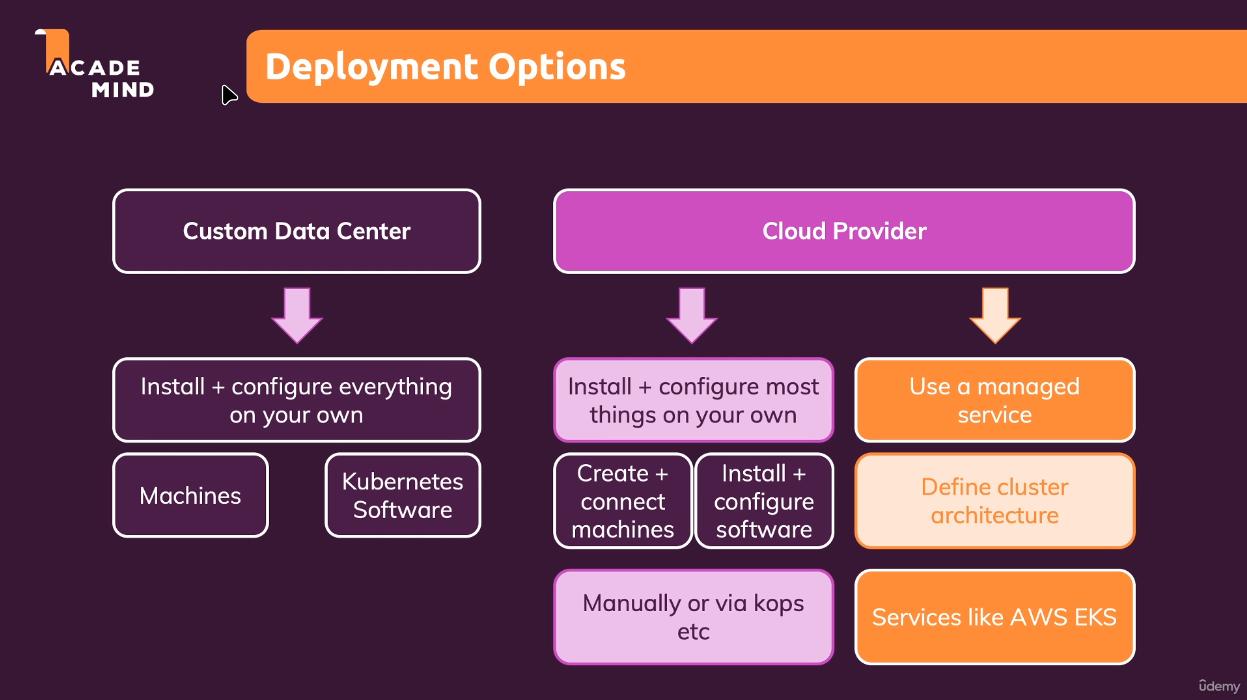 ACADE
MIND
Deployment Options
Custom Data Center
Cloud Provider
Install + configure everything
on your own
Machines
Kubernetes
Software
Install + configure most
things on your own
Create +
connect
machines
Install +
configure
software
Manually or via kops
etc
Use a managed
service
Define cluster
architecture
Services like AWS EKS
ûdemy